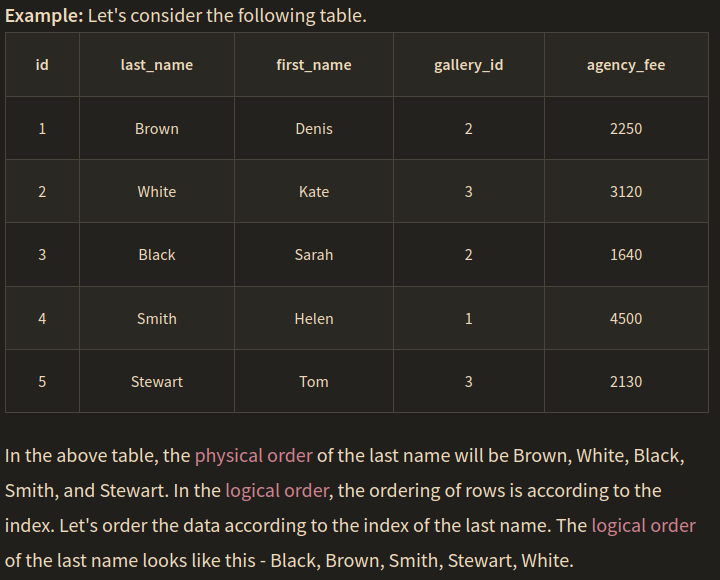 Example: Let's consider the following table.
id last_name first_name gallery_id agency_fee
1 Brown Denis 2 2250
2 White Kate 3 3120
3 Black Sarah 2 1640
4 Smith Helen 1 4500
5 Stewart Tom 3 2130
In the above table, the physical order of the last name will be Brown, White, Black,
Smith, and Stewart. In the logical order, the ordering of rows is according to the
index. Let's order the data according to the index of the last name. The logical order
of the last name looks like this - Black, Brown, Smith, Stewart, White.